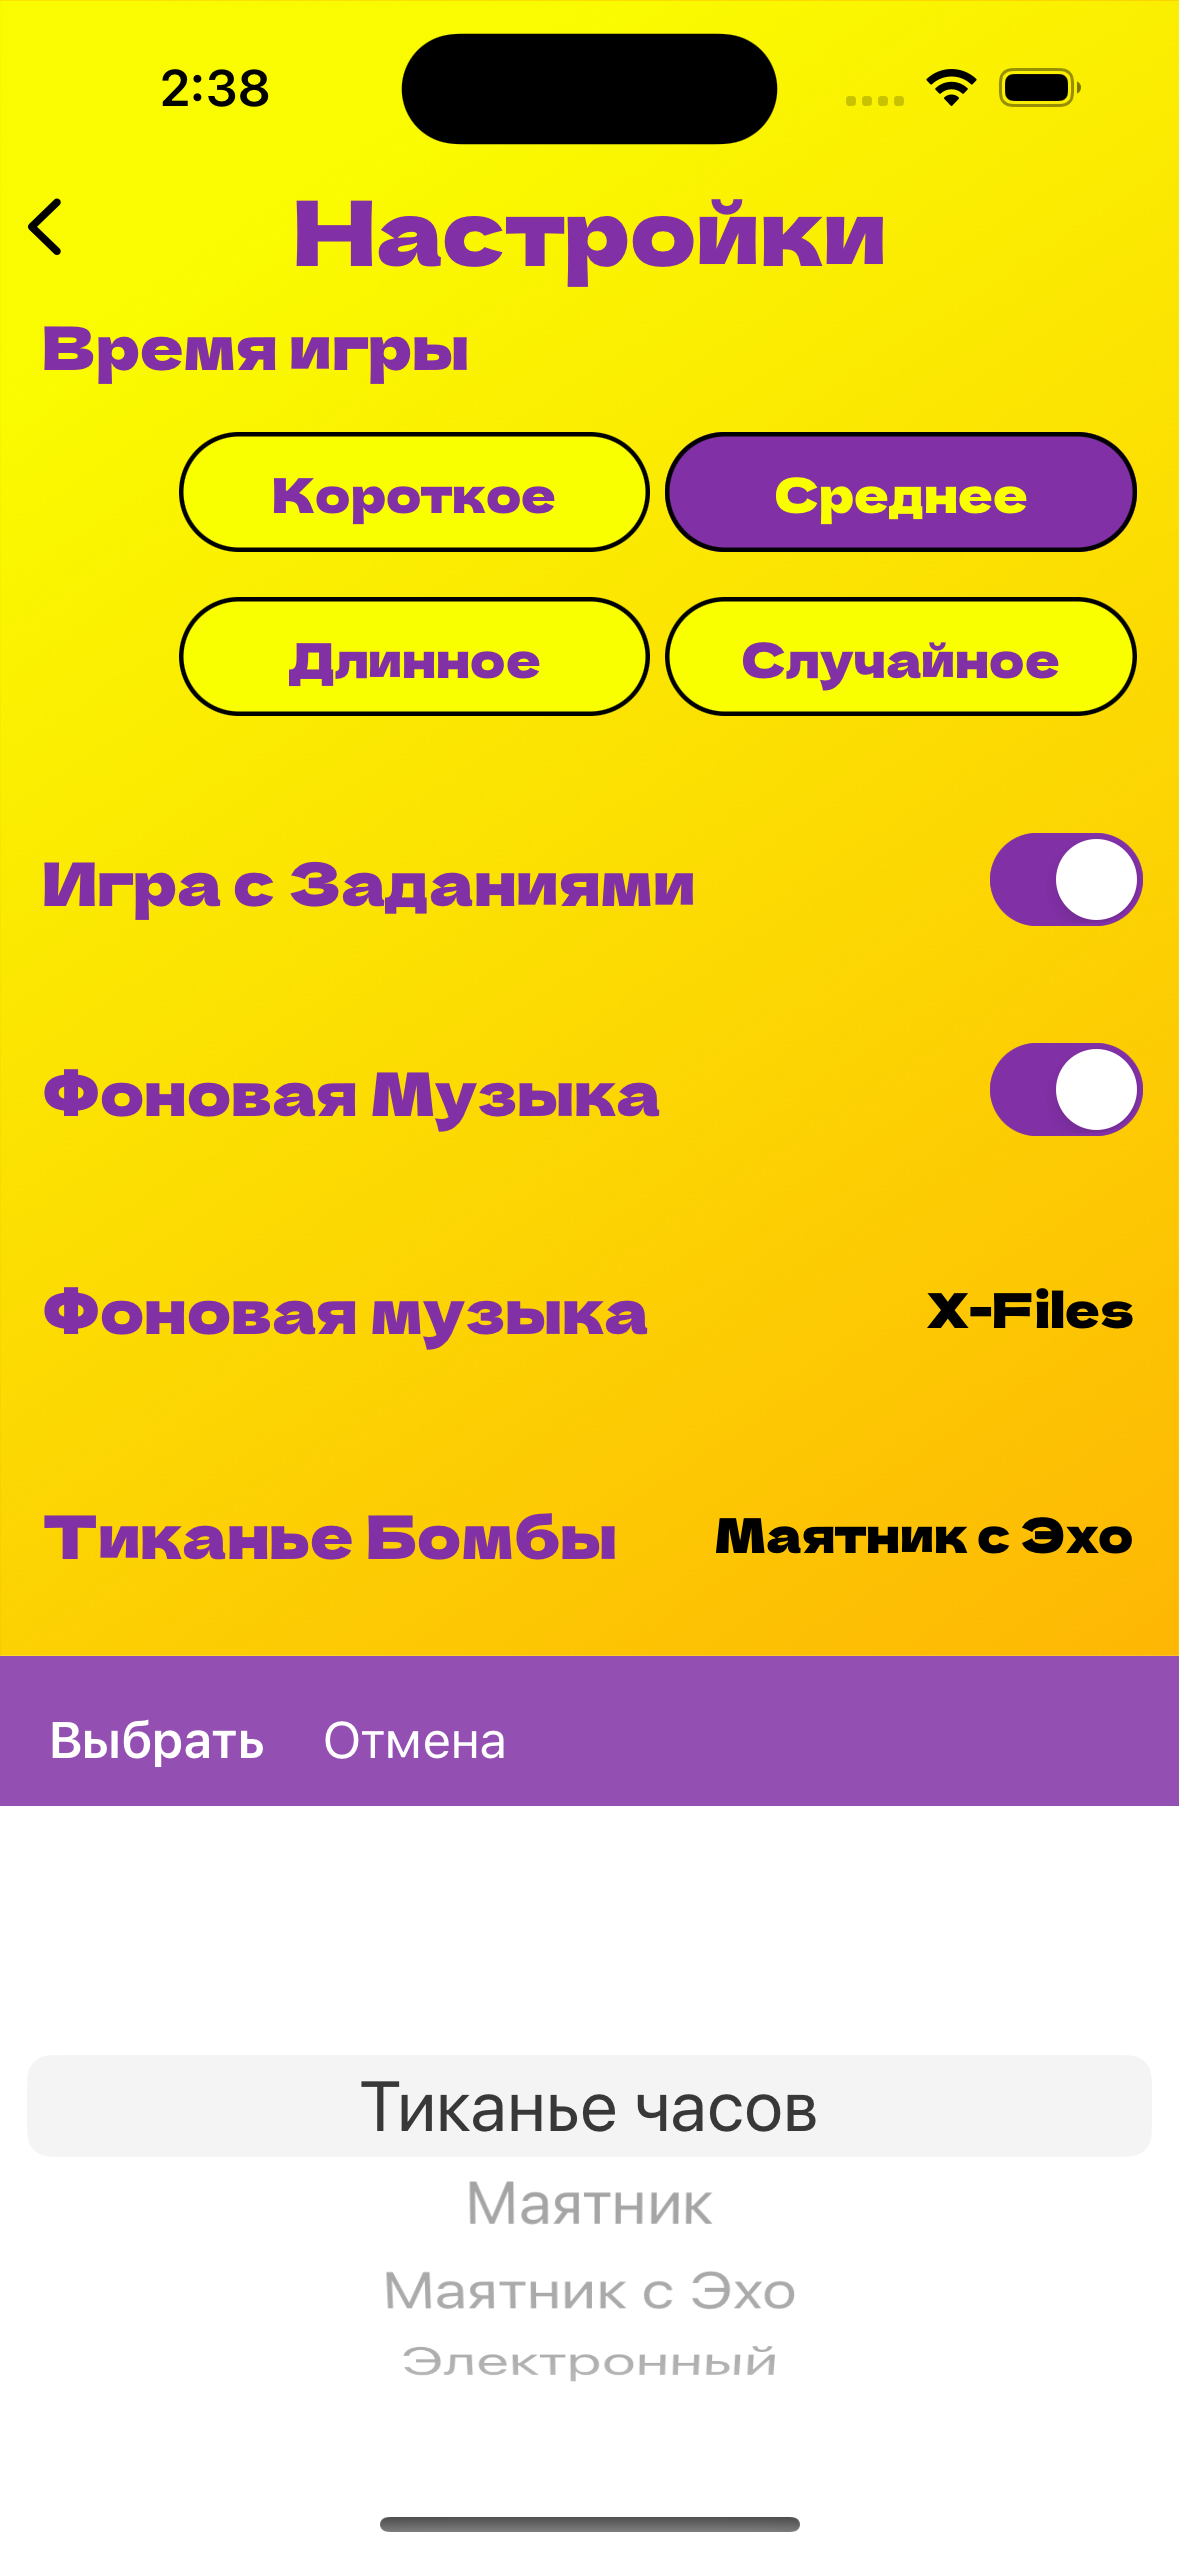 2:38
Настройки
Время игры
Короткое Среднее
Длинное Случайное
Игра с Заданиями
Фоновая Музыка
Фоновая музыка X-Files
Тиканье Бомбы Маятник с Эхо
Выбрать Отмена
Тиканье часов
Маятник
Маятник с Эхо
Электронный